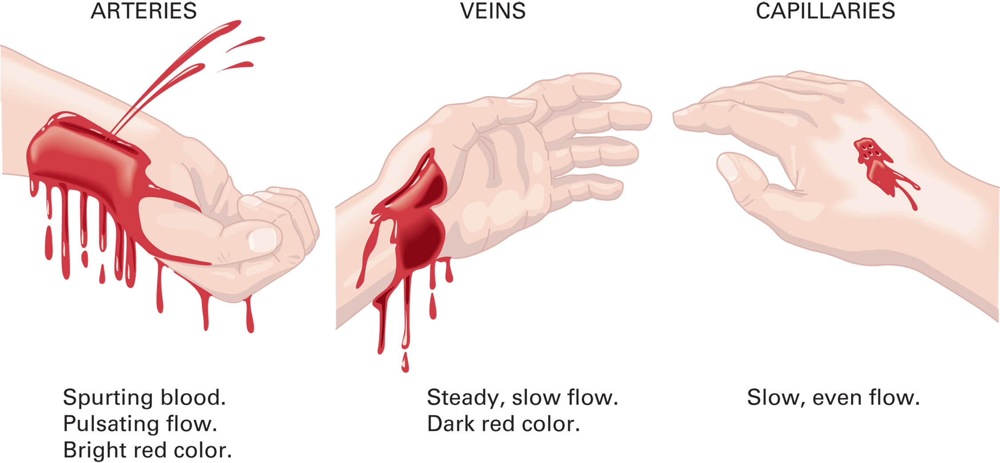 ARTERIES
VEINS
CAPILLARIES
Spurting blood.
Pulsating flow.
Bright red color.
Steady, slow flow.
Dark red color.
Slow, even flow.